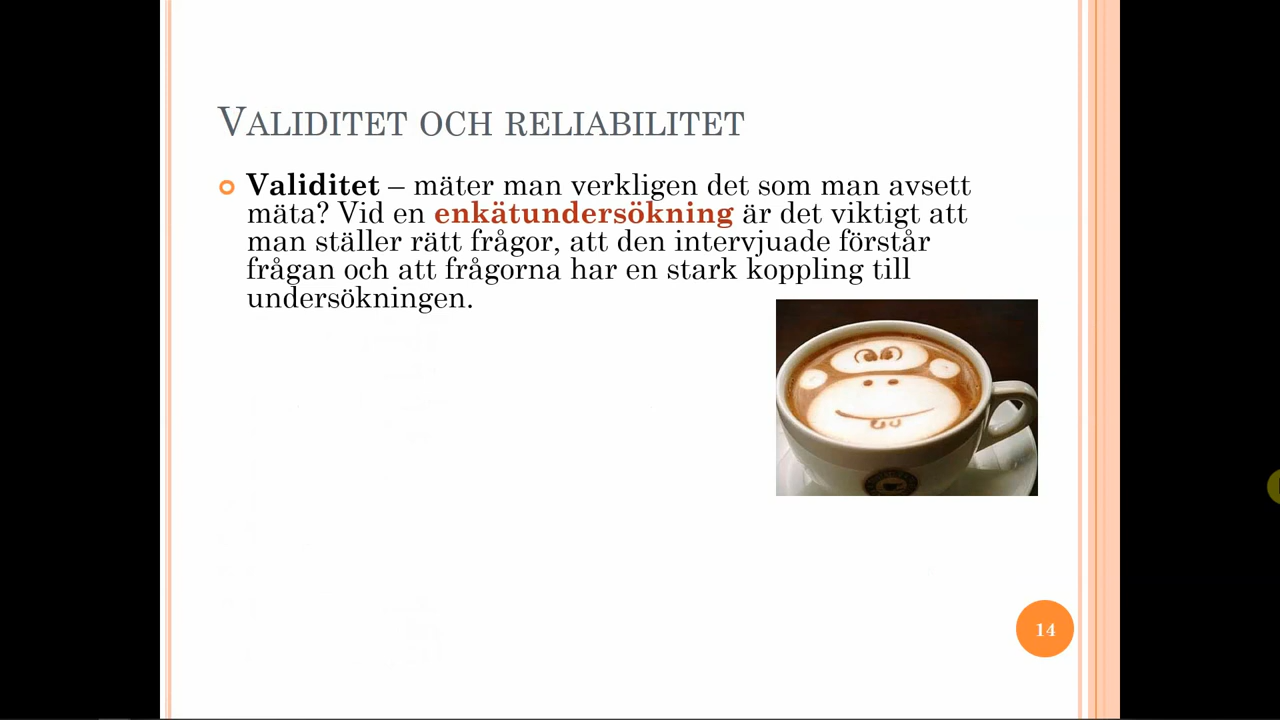 VALIDITET OCH RELIABILITET
Validitet – mäter man verkligen det som man avsett
mäta? Vid en enkätundersökning är det viktigt att
man ställer rätt frågor, att den intervjuade förstår
frågan och att frågorna har en stark koppling till
undersökningen.
14